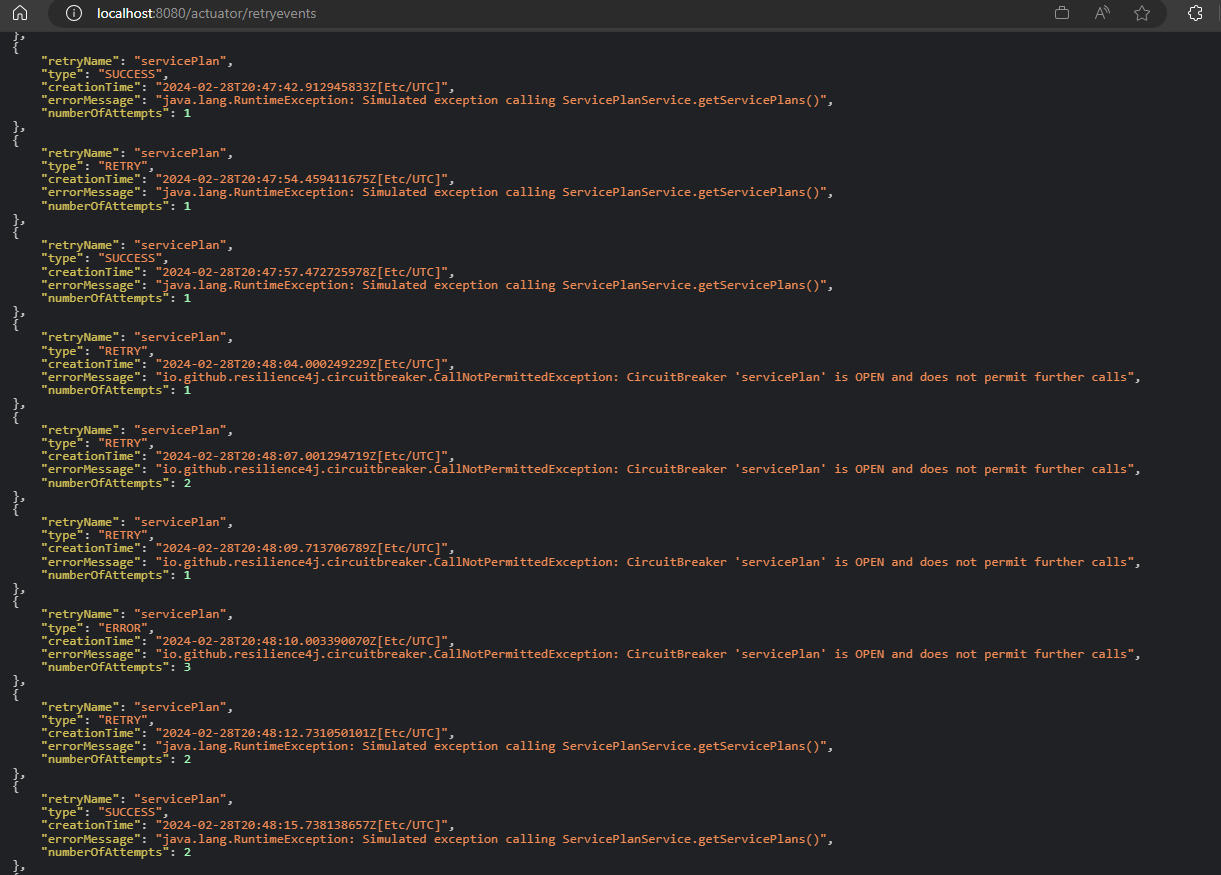 localhost:8080/actuator/retryevents
},
{
"retryName": "servicePlan",
"type": "SUCCESS",
"creationTime": "2024-02-28T20:47:42.912945833Z[Etc/UTC]",
"errorMessage": "java.lang.RuntimeException: Simulated exception calling ServicePlanService.getServicePlans()",
"numberOfAttempts": 1
},
{
"retryName": "servicePlan",
"type": "RETRY",
"creationTime": "2024-02-28T20:47:54.459411675Z[Etc/UTC]",
"errorMessage": "java.lang.RuntimeException: Simulated exception calling ServicePlanService.getServicePlans()",
"numberOfAttempts": 1
},
{
"retryName": "servicePlan",
"type": "SUCCESS",
"creationTime": "2024-02-28T20:47:57.472725978Z[Etc/UTC]",
"errorMessage": "java.lang.RuntimeException: Simulated exception calling ServicePlanService.getServicePlans()",
"numberOfAttempts": 1
},
{
"retryName": "servicePlan",
"type": "RETRY",
"creationTime": "2024-02-28T20:48:04.000249229Z[Etc/UTC]",
"errorMessage": "io.github.resilience4j.circuitbreaker.CallNotPermittedException: CircuitBreaker 'servicePlan' is OPEN and does not permit further calls",
"numberOfAttempts": 1
},
{
"retryName": "servicePlan",
"type": "RETRY",
"creationTime": "2024-02-28T20:48:07.001294719Z[Etc/UTC]",
"errorMessage": "io.github.resilience4j.circuitbreaker.CallNotPermittedException: CircuitBreaker 'servicePlan' is OPEN and does not permit further calls",
"numberOfAttempts": 2
},
{
"retryName": "servicePlan",
"type": "RETRY",
"creationTime": "2024-02-28T20:48:09.713706789Z[Etc/UTC]",
"errorMessage": "io.github.resilience4j.circuitbreaker.CallNotPermittedException: CircuitBreaker 'servicePlan' is OPEN and does not permit further calls",
"numberOfAttempts": 1
},
{
"retryName": "servicePlan",
"type": "ERROR",
"creationTime": "2024-02-28T20:48:10.003390070Z[Etc/UTC]",
"errorMessage": "io.github.resilience4j.circuitbreaker.CallNotPermittedException: CircuitBreaker 'servicePlan' is OPEN and does not permit further calls",
"numberOfAttempts": 3
},
{
"retryName": "servicePlan",
"type": "RETRY",
"creationTime": "2024-02-28T20:48:12.731050101Z[Etc/UTC]",
"errorMessage": "java.lang.RuntimeException: Simulated exception calling ServicePlanService.getServicePlans()",
"numberOfAttempts": 2
},
{
"retryName": "servicePlan",
"type": "SUCCESS",
"creationTime": "2024-02-28T20:48:15.738138657Z[Etc/UTC]",
"errorMessage": "java.lang.RuntimeException: Simulated exception calling ServicePlanService.getServicePlans()",
"numberOfAttempts": 2
},